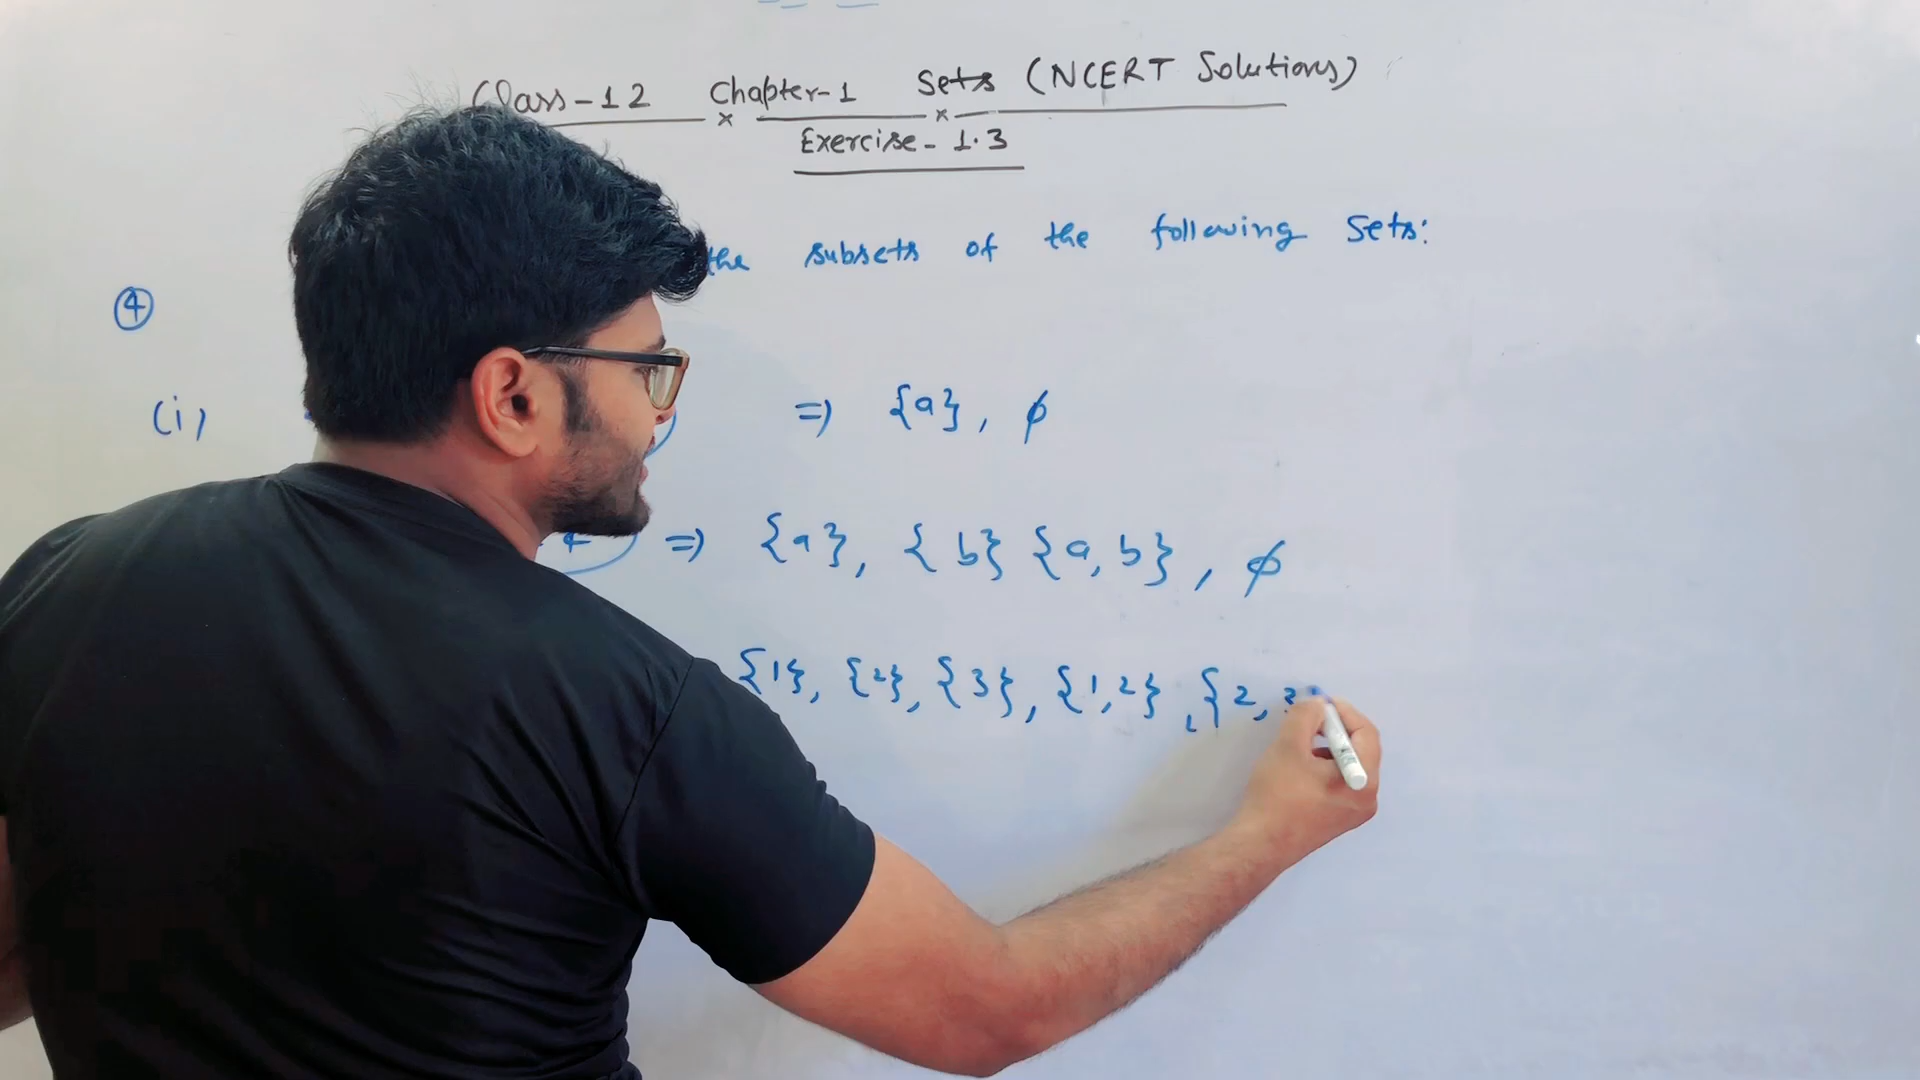 Class-12 Chapter-1 Sets (NCERT Solutions)
Exercise-1.3
the subsets of the following Sets:
④
(i) ⇒ {a}, ϕ
⇒ {a}, {b} {a,b}, ϕ
{1}, {2}, {3}, {1,2}, {2, 3